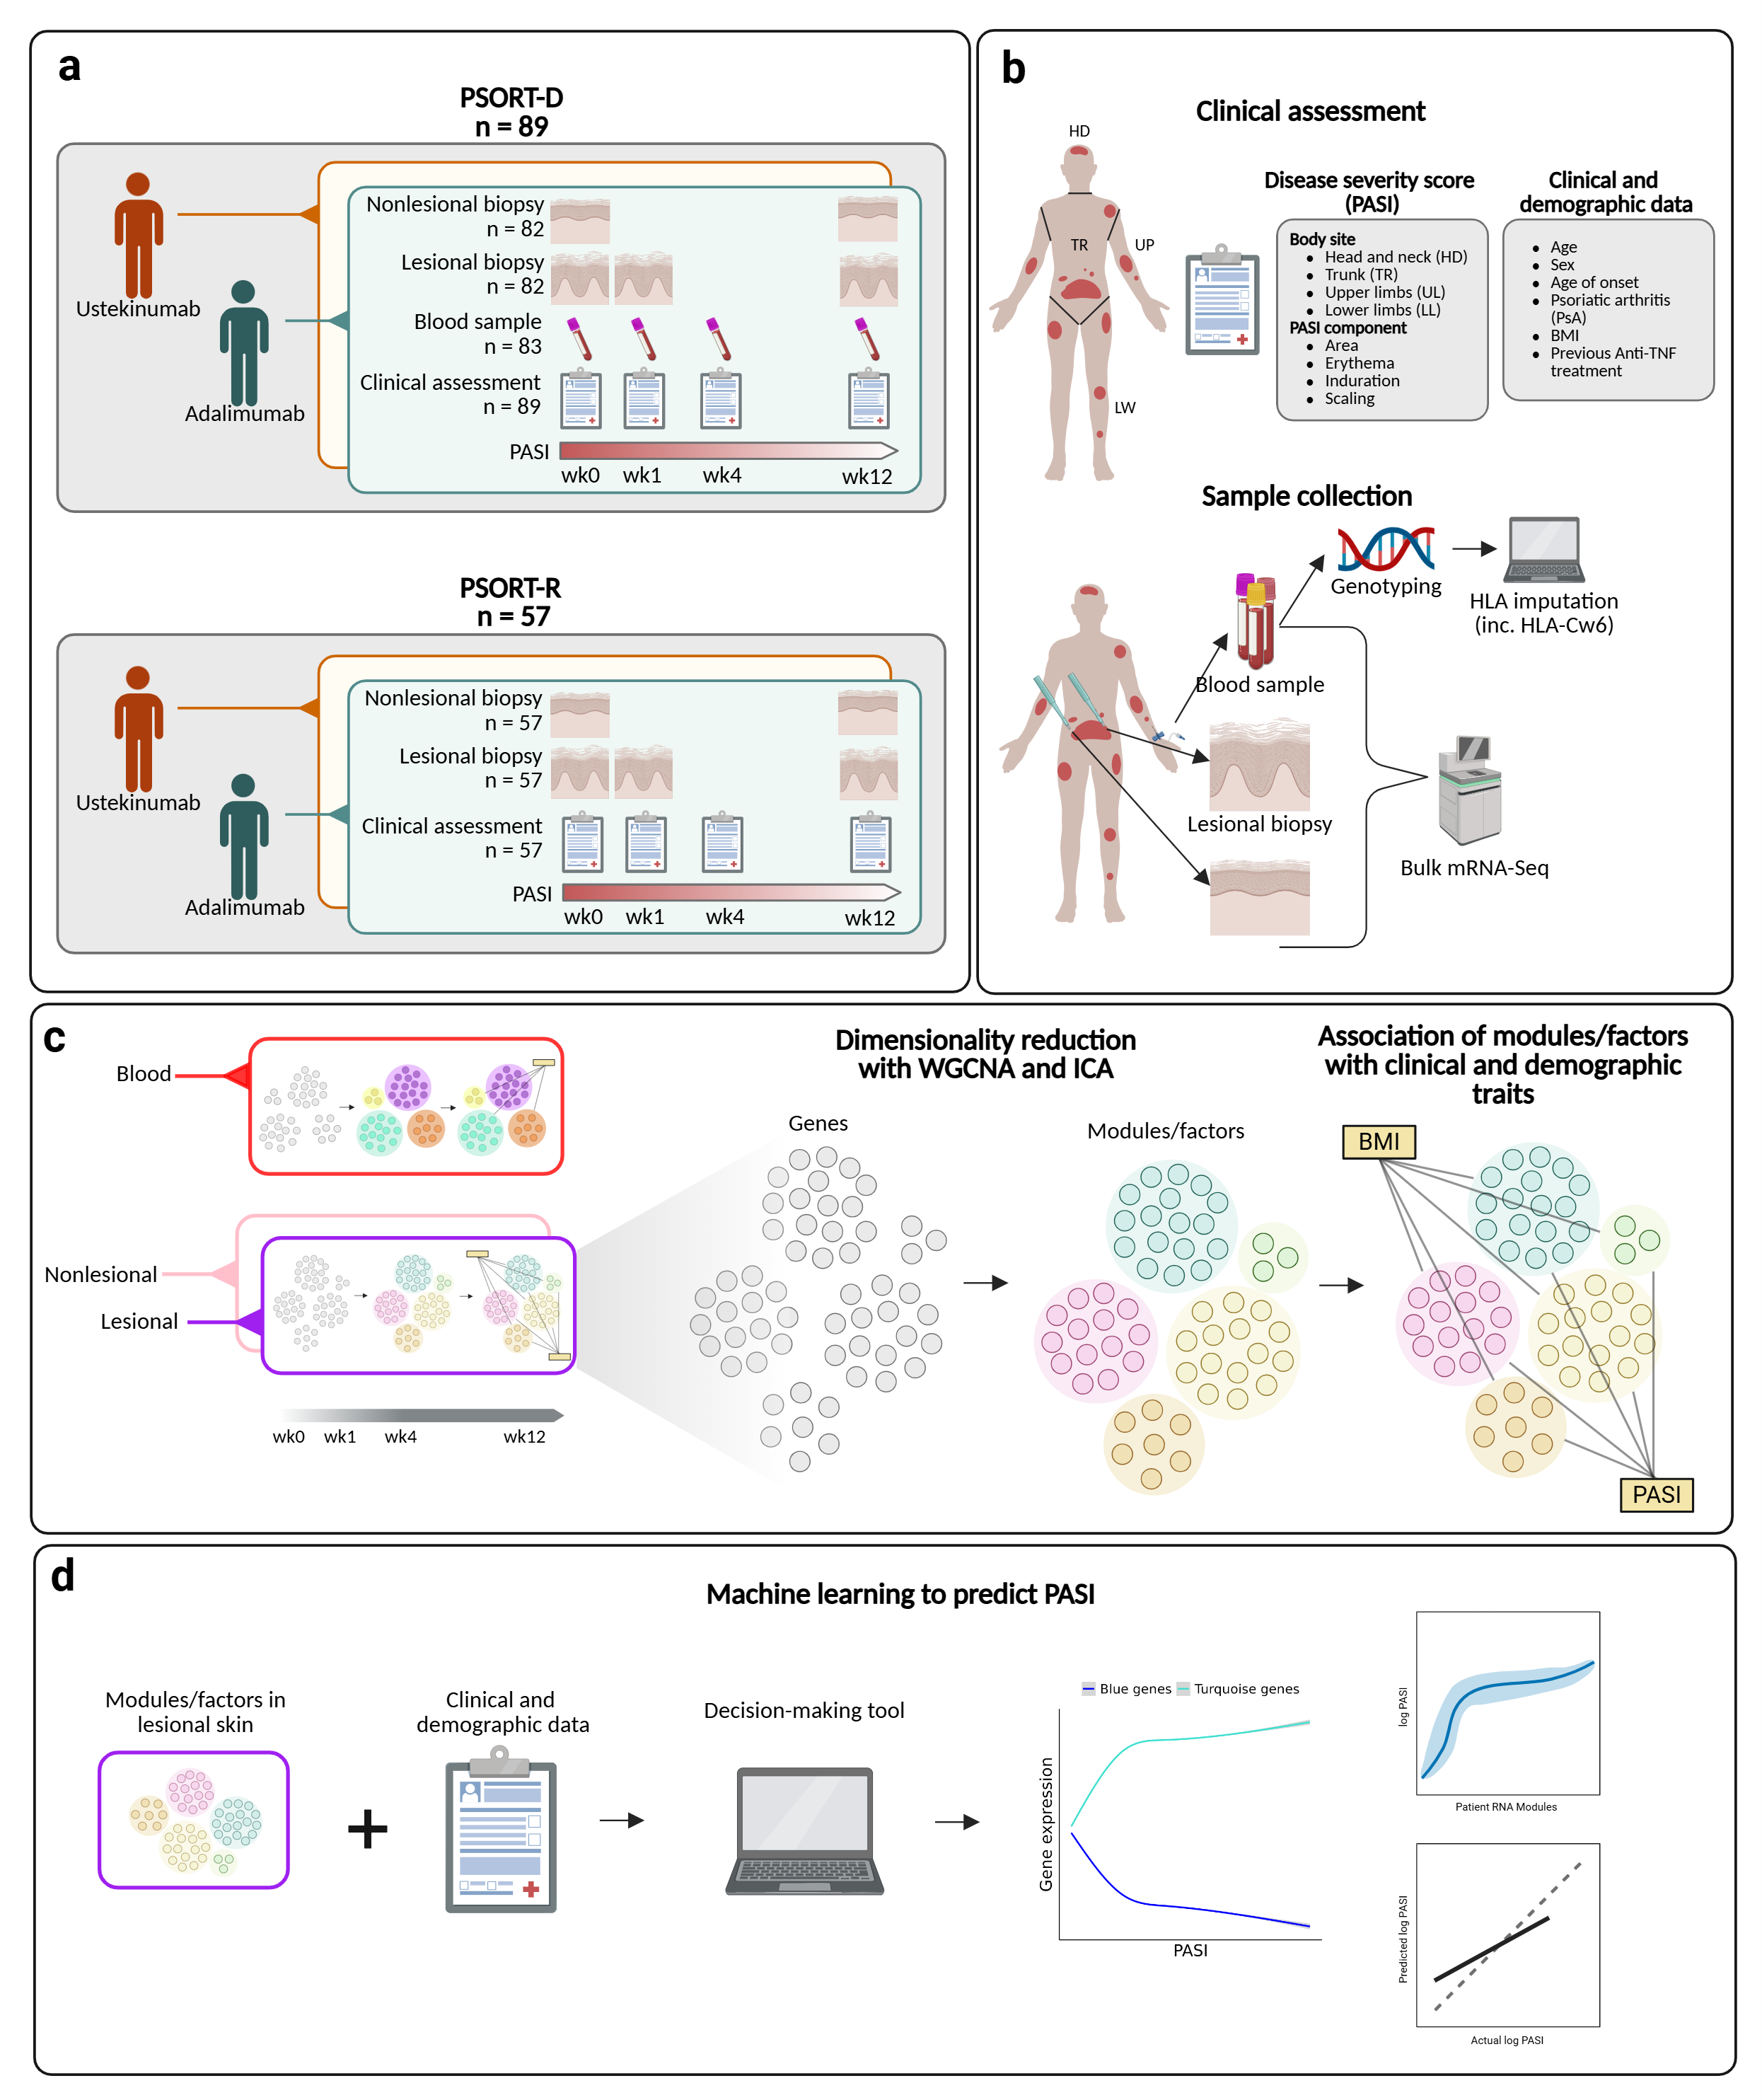 a
PSORT-D
n = 89
Ustekinumab
Adalimumab
Nonlesional biopsy
n = 82
Lesional biopsy
n = 82
Blood sample
n = 83
Clinical assessment
n = 89
PASI
wk0 wk1 wk4 wk12
PSORT-R
n = 57
Ustekinumab
Adalimumab
Nonlesional biopsy
n = 57
Lesional biopsy
n = 57
Clinical assessment
n = 57
PASI
wk0 wk1 wk4 wk12
b
Clinical assessment
HD
TR
UP
LW
Disease severity score
(PASI)
Body site
• Head and neck (HD)
• Trunk (TR)
• Upper limbs (UL)
• Lower limbs (LL)
PASI component
• Area
• Erythema
• Induration
• Scaling
Clinical and
demographic data
• Age
• Sex
• Age of onset
• Psoriatic arthritis
(PsA)
• BMI
• Previous Anti-TNF
treatment
Sample collection
Genotyping
HLA imputation
(inc. HLA-Cw6)
Blood sample
Lesional biopsy
Bulk mRNA-Seq
c
Blood
Nonlesional
Lesional
wk0 wk1 wk4 wk12
Dimensionality reduction
with WGCNA and ICA
Genes
Modules/factors
Association of modules/factors
with clinical and demographic
traits
BMI
PASI
d
Machine learning to predict PASI
Modules/factors in
lesional skin
+
Clinical and
demographic data
Decision-making tool
Blue genes Turquoise genes
Gene expression
PASI
log PASI
Patient RNA Modules
Predicted log PASI
Actual log PASI